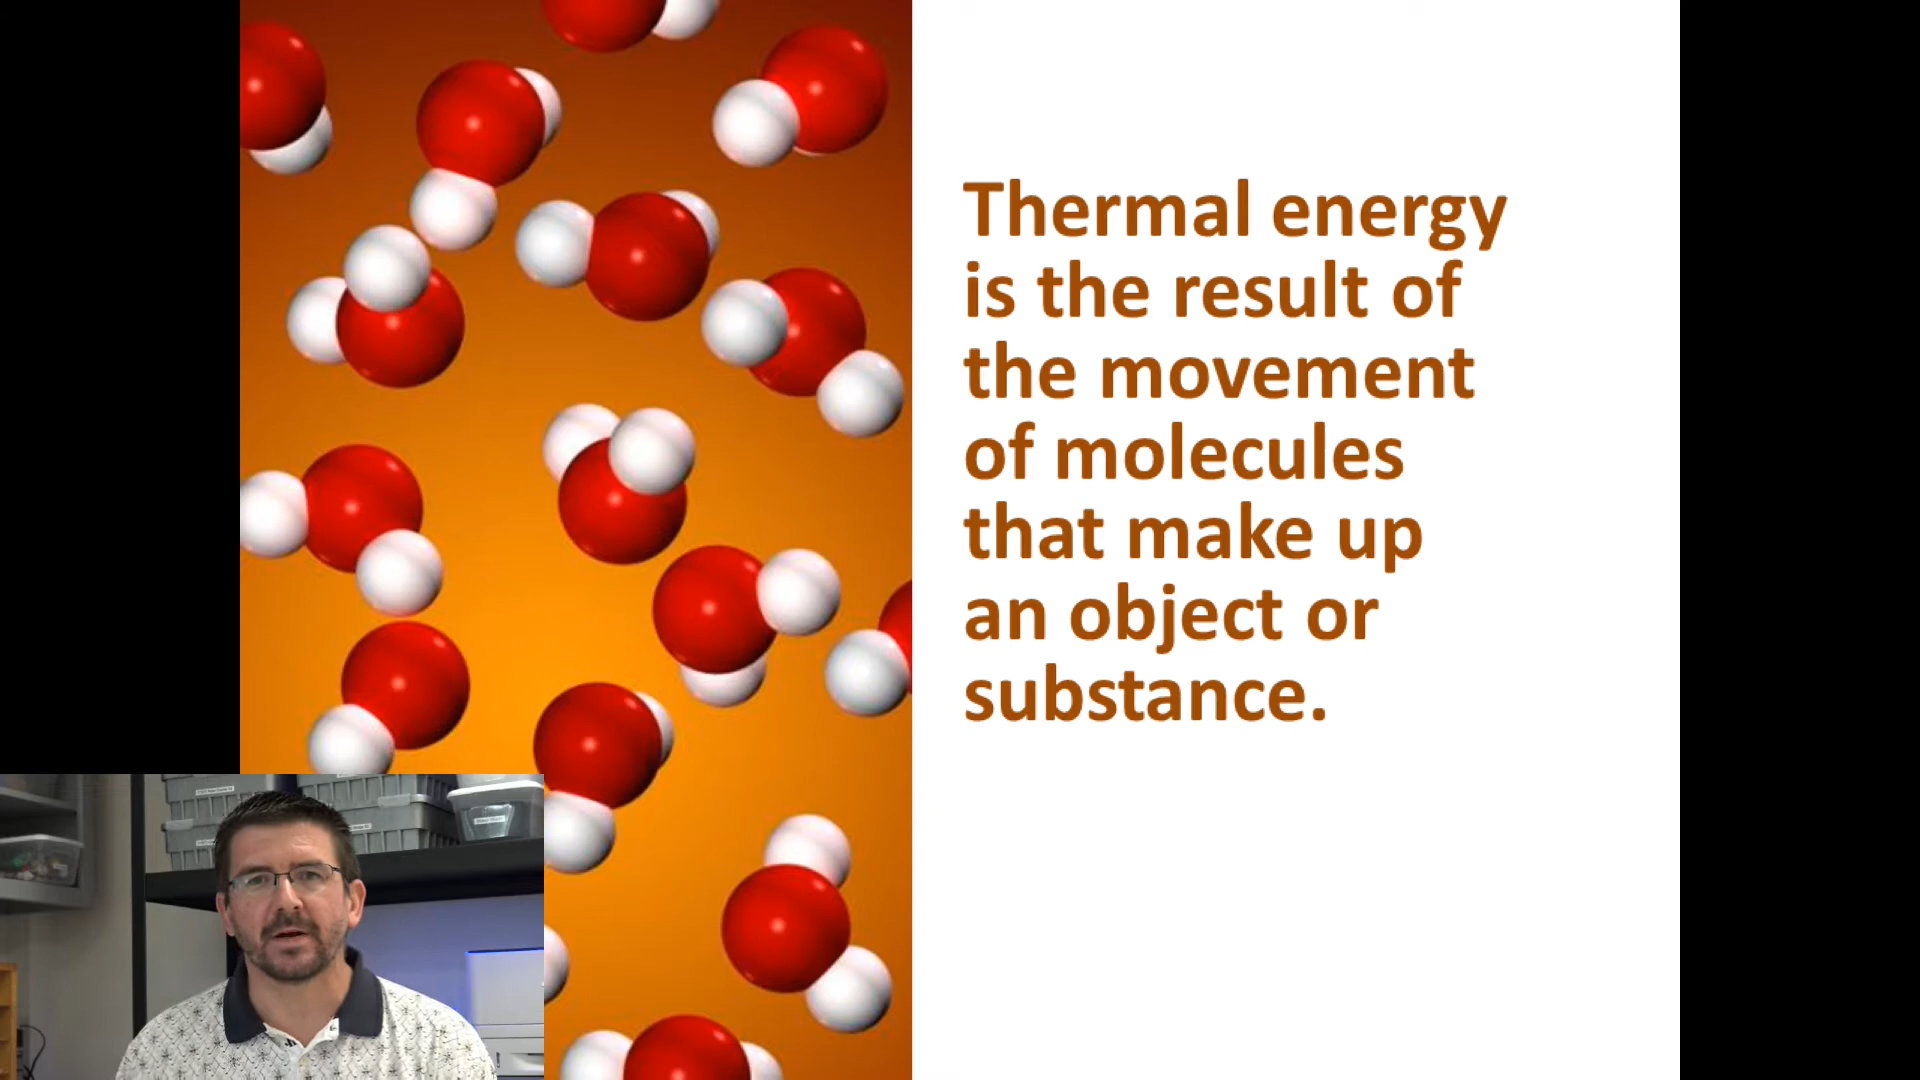 Thermal energy
is the result of
the movement
of molecules
that make up
an object or
substance.